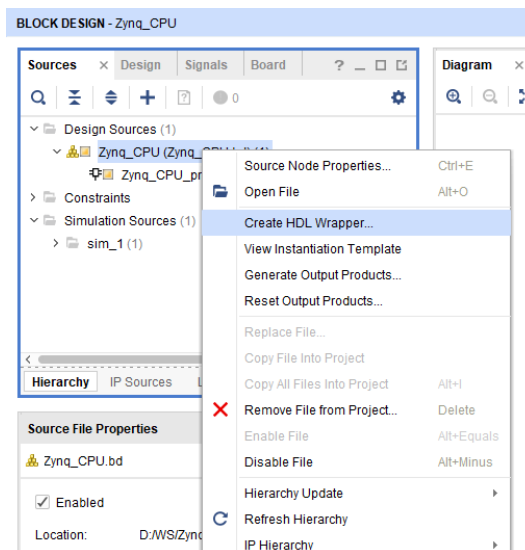 BLOCK DESIGN - Zynq_CPU
Sources × Design Signals Board ? _
Diagram ×
0
Design Sources (1)
Zynq_CPU
Zynq_CPU_pr
Constraints
Simulation Sources (1)
sim_1 (1)
Hierarchy IP Sources
Source File Properties
Zynq_CPU.bd
Enabled
Location: D:/WS/Zynq
Source Node Properties... Ctrl+E
Open File Alt+O
Create HDL Wrapper...
View Instantiation Template
Generate Output Products...
Reset Output Products...
Replace File...
Copy File Into Project
Copy All Files Into Project Alt+I
Remove File from Project... Delete
Enable File Alt+Equals
Disable File Alt+Minus
Hierarchy Update
Refresh Hierarchy
IP Hierarchy